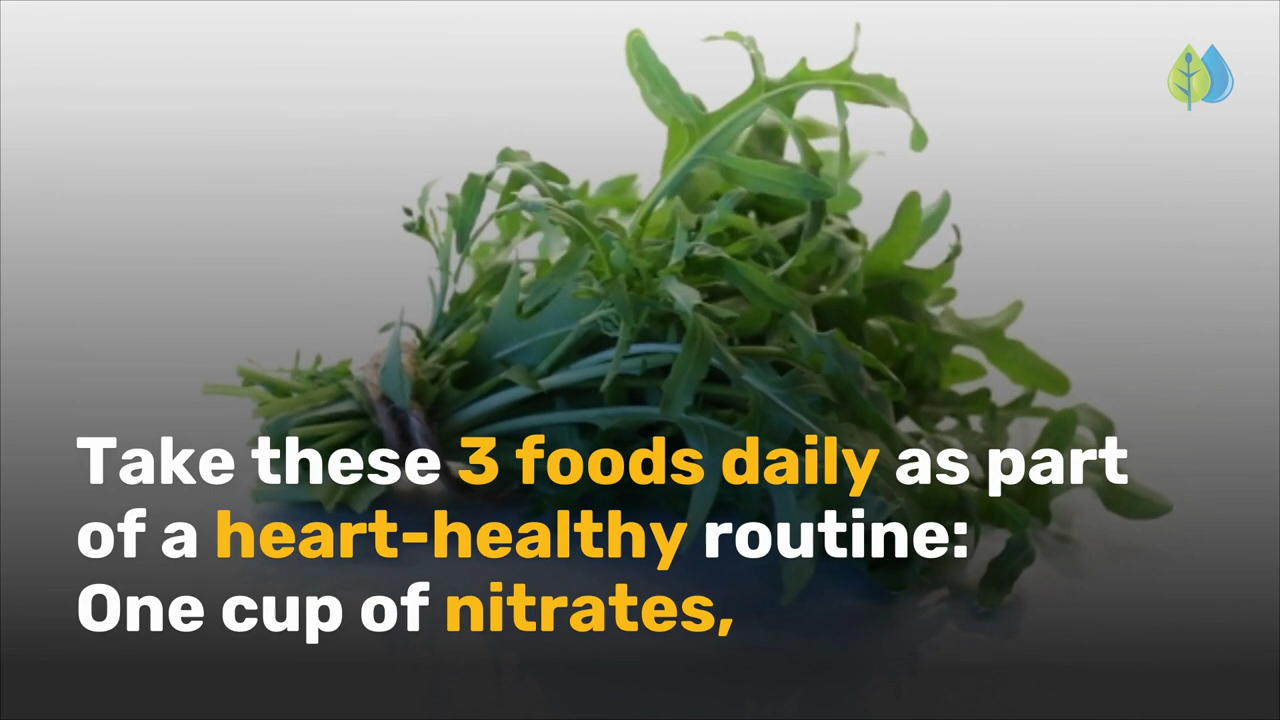 Take these 3 foods daily as part
of a heart-healthy routine:
One cup of nitrates,